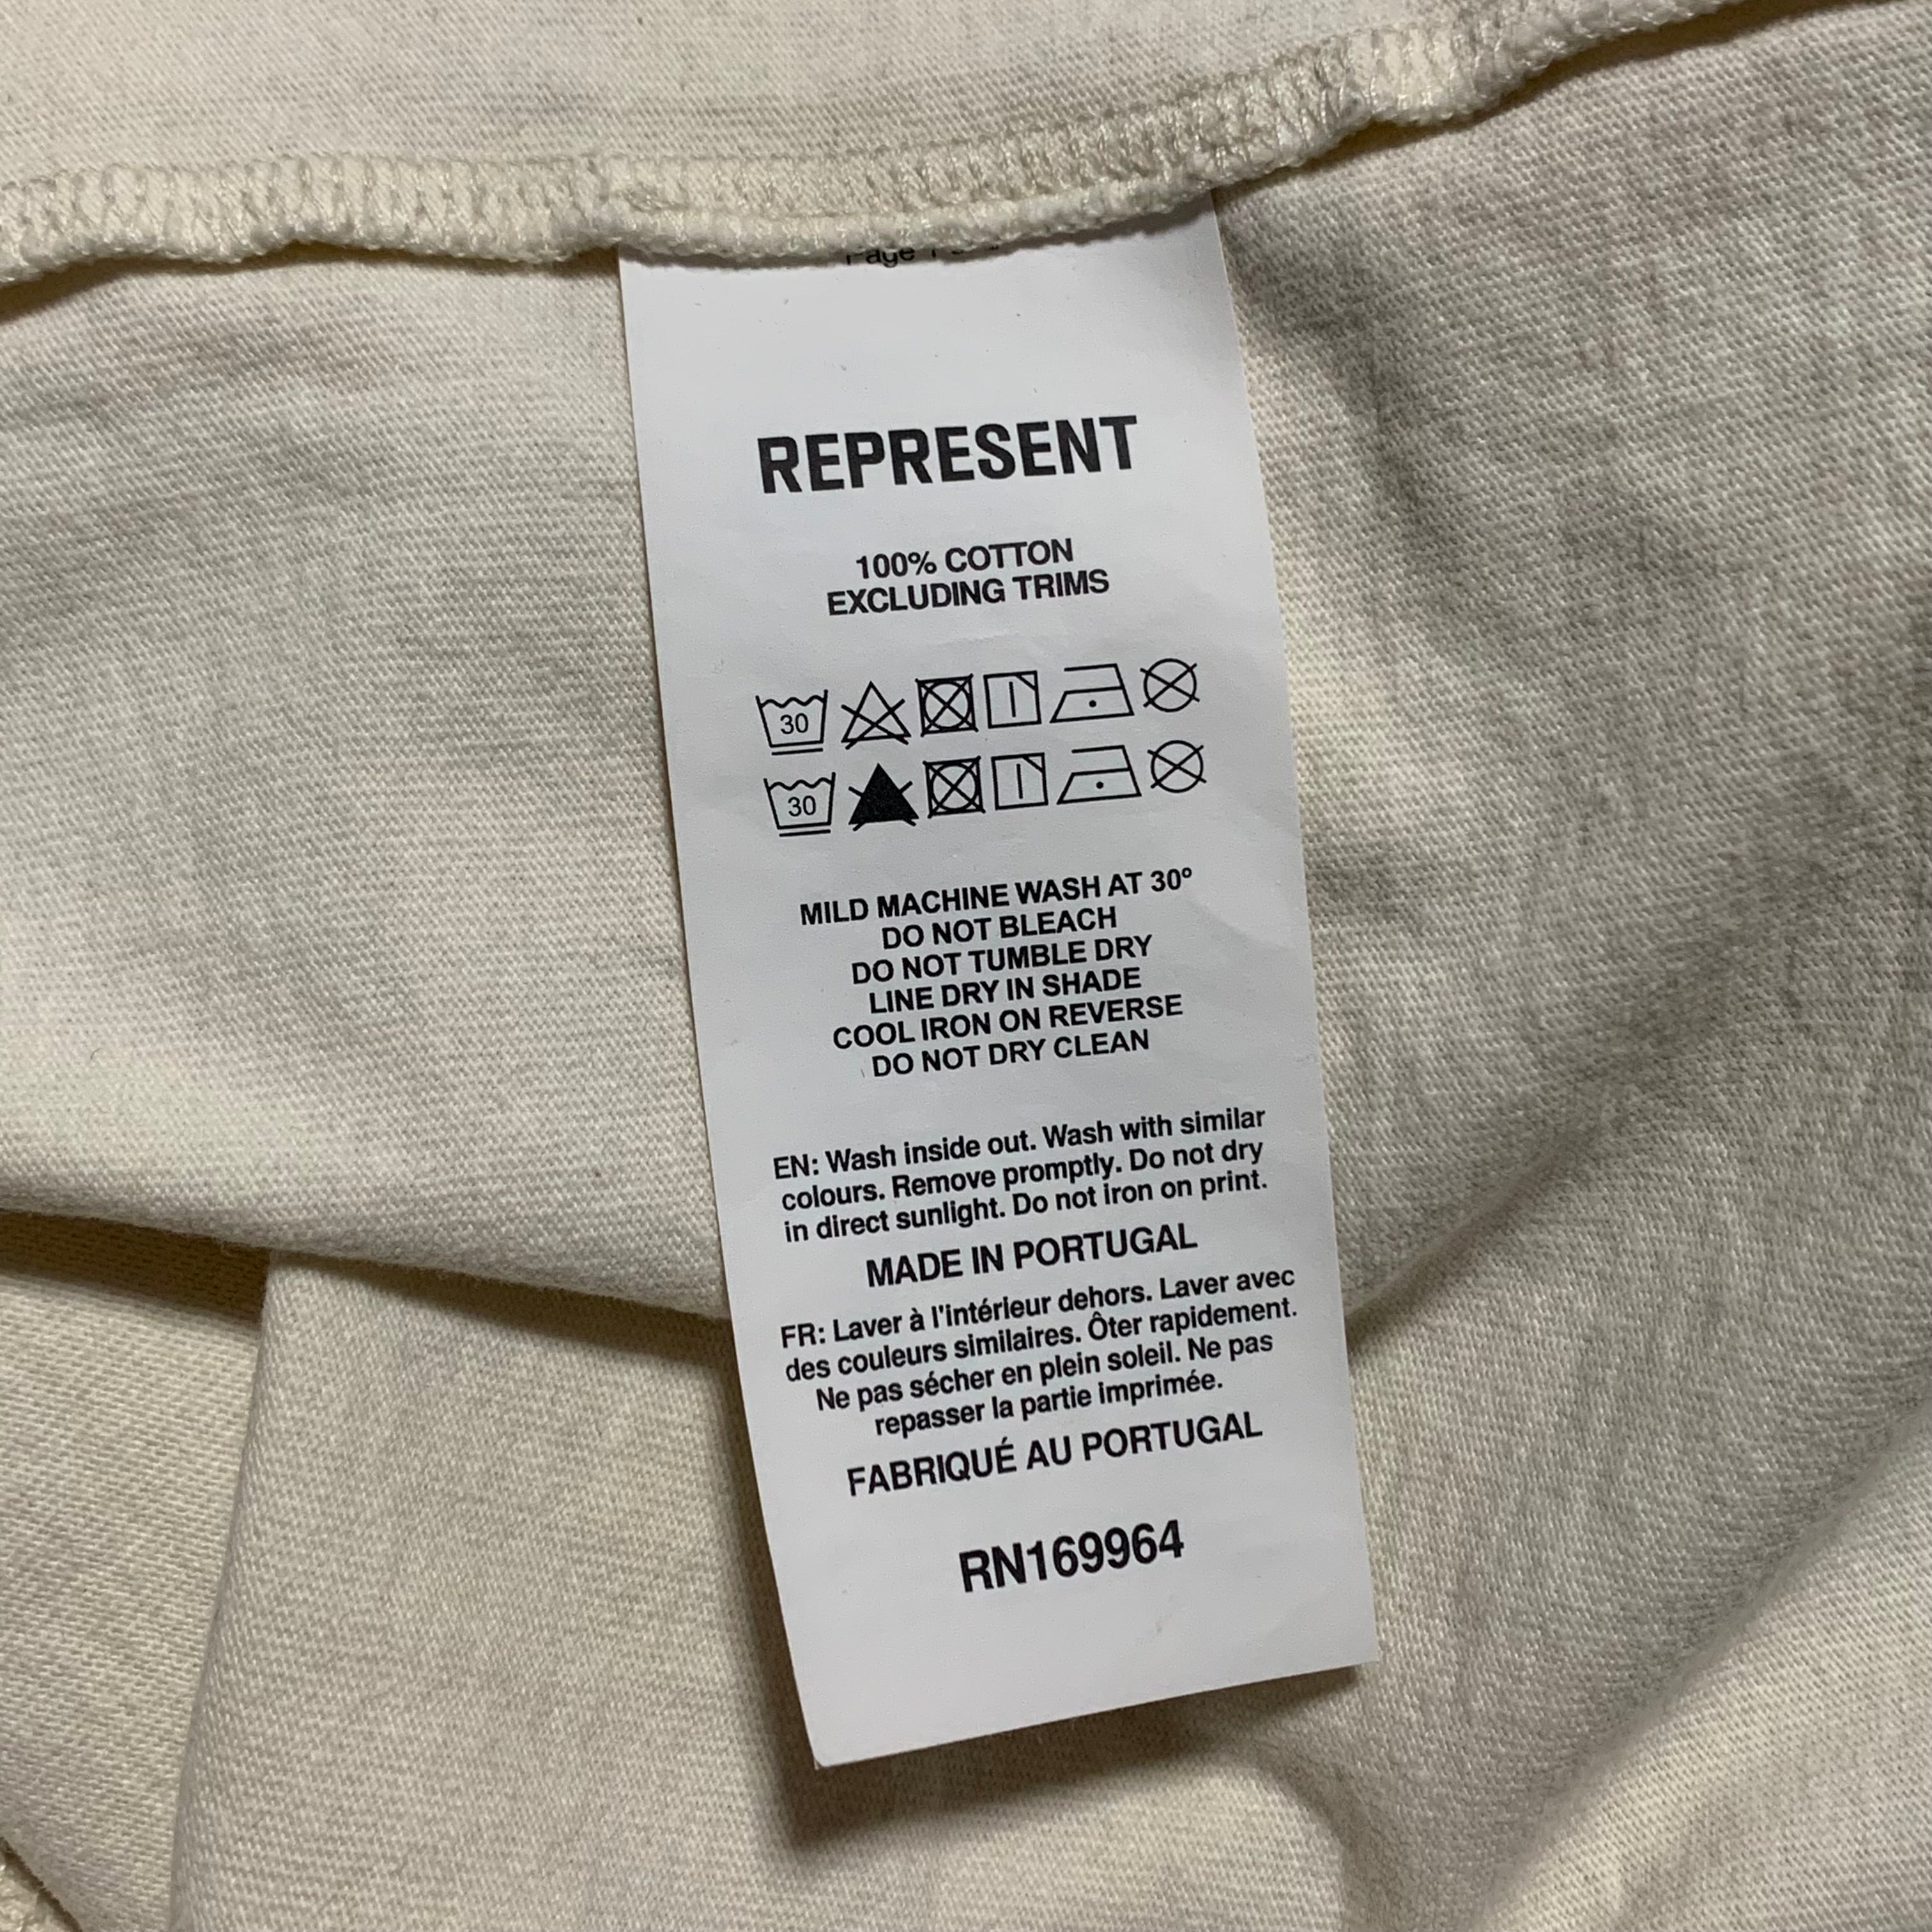 Page 1
REPRESENT
100% COTTON
EXCLUDING TRIMS
30
30
MILD MACHINE WASH AT 30º
DO NOT BLEACH
DO NOT TUMBLE DRY
LINE DRY IN SHADE
COOL IRON ON REVERSE
DO NOT DRY CLEAN
EN: Wash inside out. Wash with similar
colours. Remove promptly. Do not dry
in direct sunlight. Do not iron on print.
MADE IN PORTUGAL
FR: Laver à l'intérieur dehors. Laver avec
des couleurs similaires. Ôter rapidement.
Ne pas sécher en plein soleil. Ne pas
repasser la partie imprimée.
FABRIQUÉ AU PORTUGAL
RN169964